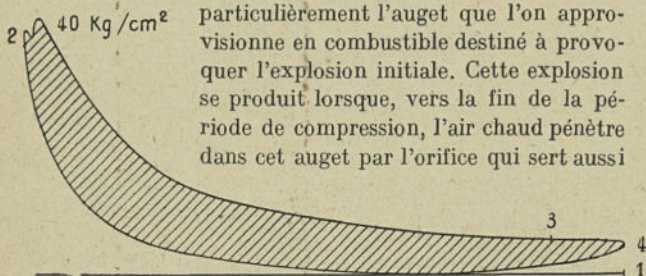 2
40 Kg/cm²
particulièrement l'auget que l'on appro-
visionne en combustible destiné à provo-
quer l'explosion initiale. Cette explosion
se produit lorsque, vers la fin de la pé-
riode de compression, l'air chaud pénètre
dans cet auget par l'orifice qui sert aussi
3
4
1